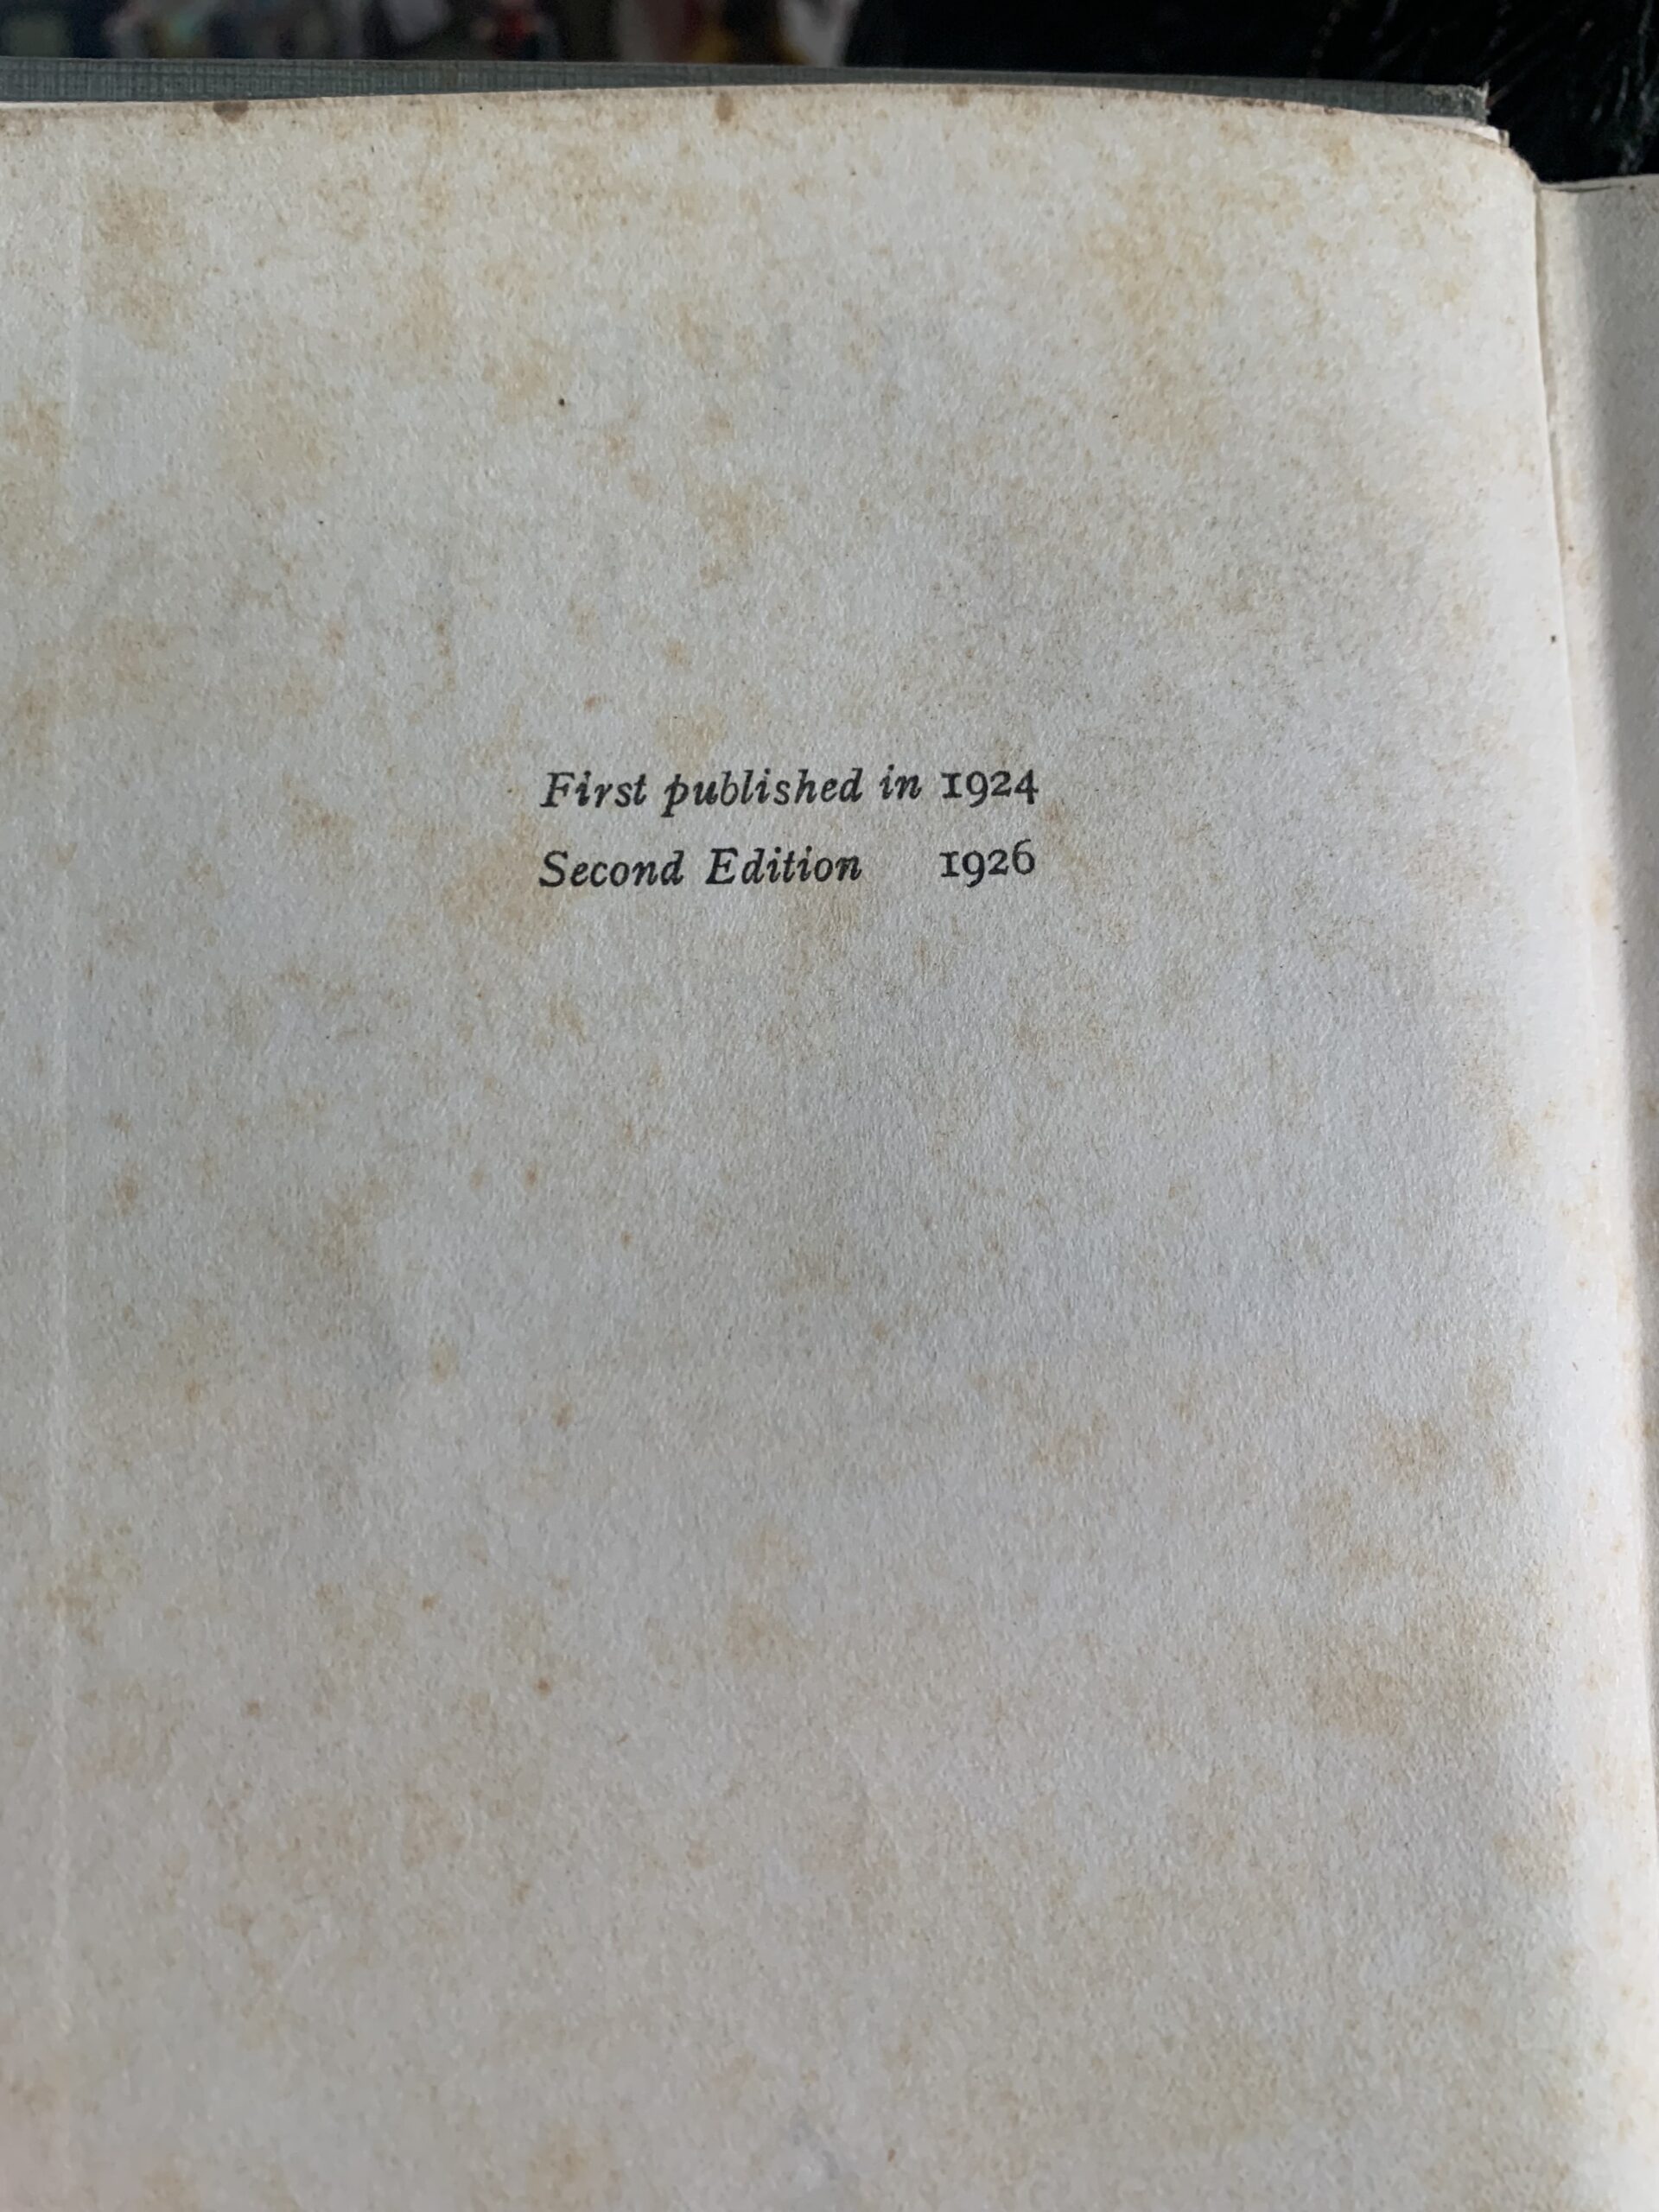 First published in 1924
Second Edition 1926